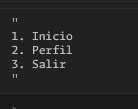 "
1. Inicio
2. Perfil
3. Salir
"